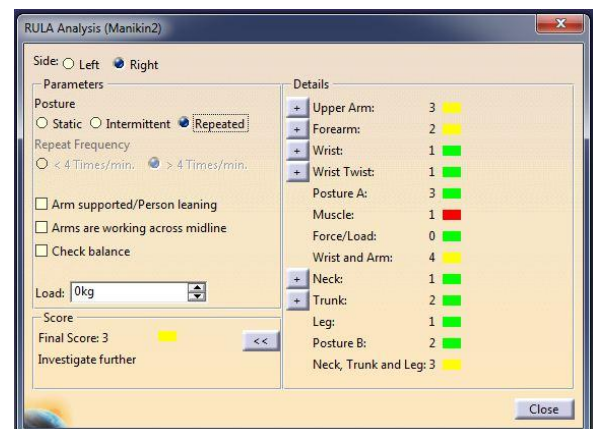 RULA Analysis (Manikin2)
Side: Left Right
Parameters
Posture
Static Intermittent Repeated
Repeat Frequency
< 4 Times/min. > 4 Times/min.
Arm supported/Person leaning
Arms are working across midline
Check balance
Load: 0kg
Score
Final Score: 3
<<
Investigate further
Details
+ Upper Arm: 3
+ Forearm: 2
+ Wrist: 1
+ Wrist Twist: 1
Posture A: 3
Muscle: 1
Force/Load: 0
Wrist and Arm: 4
+ Neck: 1
+ Trunk: 2
Leg: 1
Posture B: 2
Neck, Trunk and Leg: 3
Close